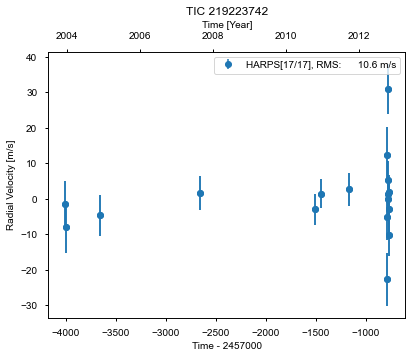 TIC 219223742
Time [Year]
2004 2006 2008 2010 2012
HARPS[17/17], RMS: 10.6 m/s
Radial Velocity [m/s]
40
30
20
10
0
−10
−20
−30
−4000 −3500 −3000 −2500 −2000 −1500 −1000
Time - 2457000